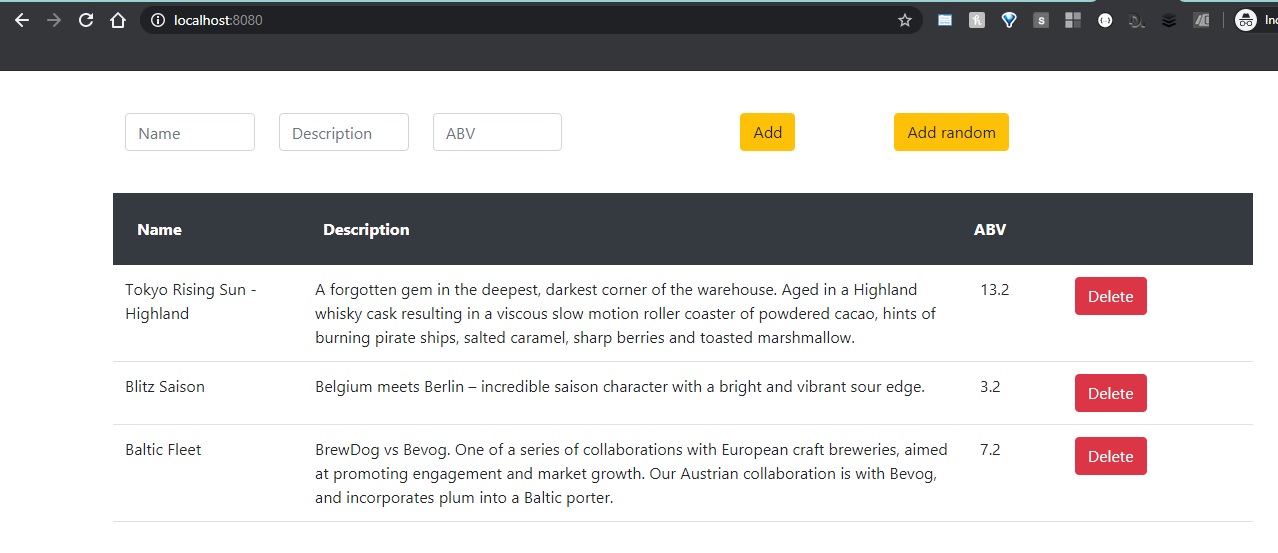 localhost:8080
Inc
Name Description ABV Add Add random
Name Description ABV
Tokyo Rising Sun - Highland
A forgotten gem in the deepest, darkest corner of the warehouse. Aged in a Highland
whisky cask resulting in a viscous slow motion roller coaster of powdered cacao, hints of
burning pirate ships, salted caramel, sharp berries and toasted marshmallow.
13.2
Delete
Blitz Saison
Belgium meets Berlin – incredible saison character with a bright and vibrant sour edge.
3.2
Delete
Baltic Fleet
BrewDog vs Bevog. One of a series of collaborations with European craft breweries, aimed
at promoting engagement and market growth. Our Austrian collaboration is with Bevog,
and incorporates plum into a Baltic porter.
7.2
Delete